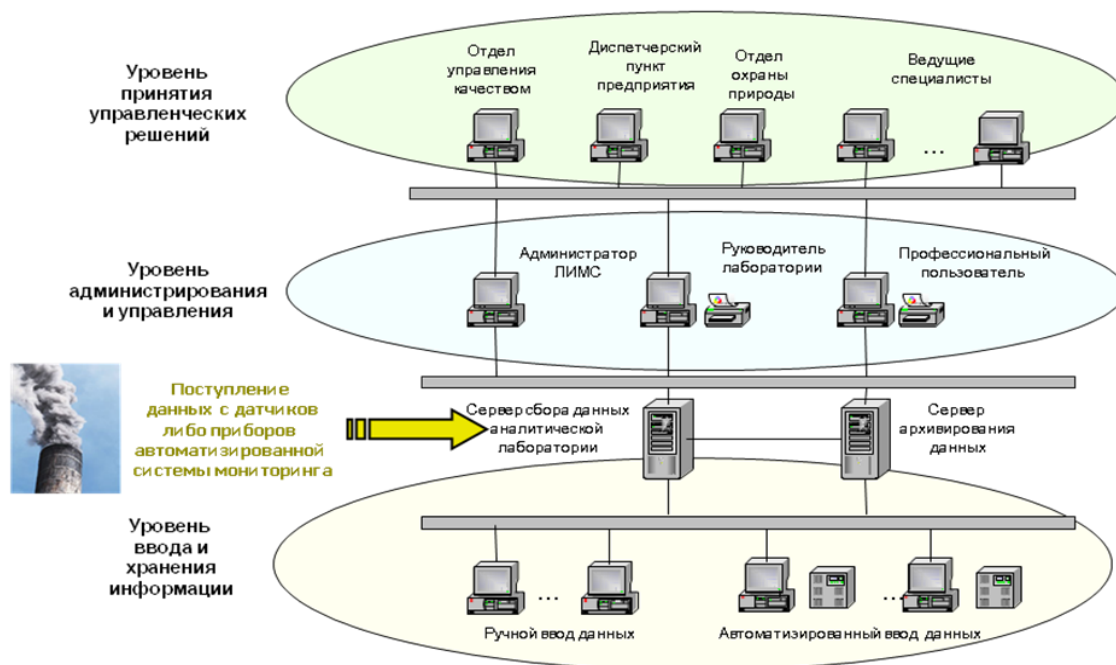 Отдел
управления
качеством
Диспетчерский
пункт
предприятия
Отдел
охраны
природы
Ведущие
специалисты
...
Уровень
принятия
управленческих
решений
Администратор
ЛИМС
Руководитель
лаборатории
Профессиональный
пользователь
Уровень
администрирования
и управления
Поступление
данных с датчиков
либо приборов
автоматизированной
системы мониторинга
Сервер сбора данных
аналитической
лаборатории
Сервер
архивирования
данных
Уровень
ввода и
хранения
информации
...
...
Ручной ввод данных
Автоматизированный ввод данных